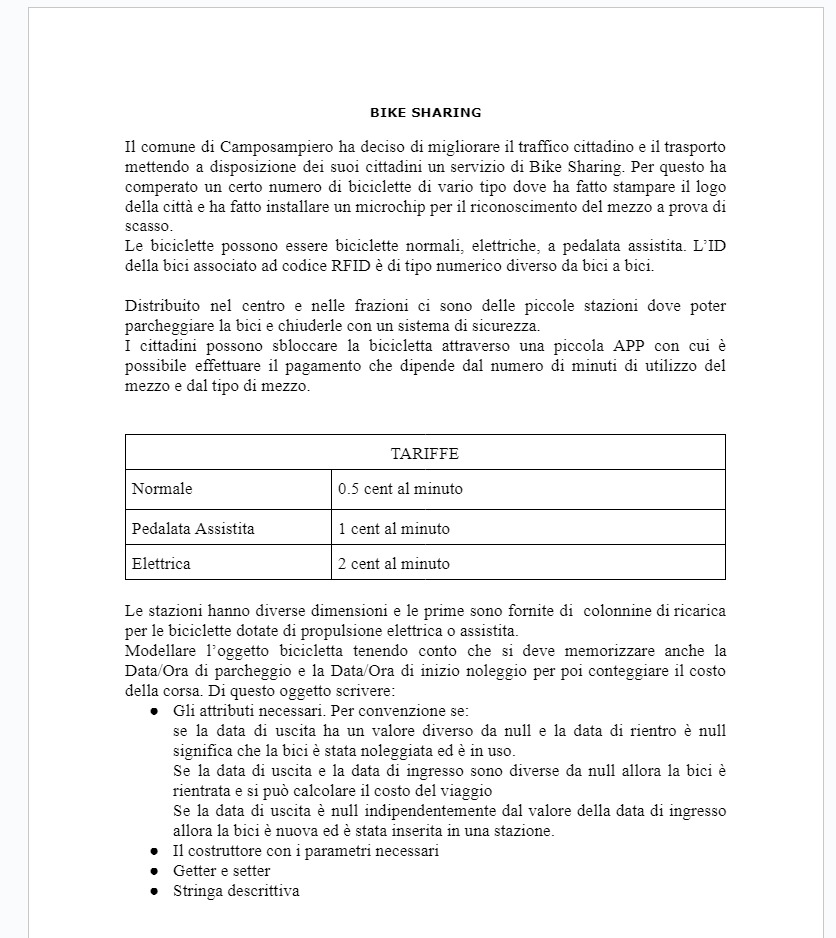 BIKE SHARING
Il comune di Camposampiero ha deciso di migliorare il traffico cittadino e il trasporto
mettendo a disposizione dei suoi cittadini un servizio di Bike Sharing. Per questo ha
comperato un certo numero di biciclette di vario tipo dove ha fatto stampare il logo
della città e ha fatto installare un microchip per il riconoscimento del mezzo a prova di
scasso.
Le biciclette possono essere biciclette normali, elettriche, a pedalata assistita. L'ID
della bici associato ad codice RFID è di tipo numerico diverso da bici a bici.
Distribuito nel centro e nelle frazioni ci sono delle piccole stazioni dove poter
parcheggiare la bici e chiuderle con un sistema di sicurezza.
I cittadini possono sbloccare la bicicletta attraverso una piccola APP con cui è
possibile effettuare il pagamento che dipende dal numero di minuti di utilizzo del
mezzo e dal tipo di mezzo.
TARIFFE
Normale 0.5 cent al minuto
Pedalata Assistita 1 cent al minuto
Elettrica 2 cent al minuto
Le stazioni hanno diverse dimensioni e le prime sono fornite di colonnine di ricarica
per le biciclette dotate di propulsione elettrica o assistita.
Modellare l'oggetto bicicletta tenendo conto che si deve memorizzare anche la
Data/Ora di parcheggio e la Data/Ora di inizio noleggio per poi conteggiare il costo
della corsa. Di questo oggetto scrivere:
● Gli attributi necessari. Per convenzione se:
se la data di uscita ha un valore diverso da null e la data di rientro è null
significa che la bici è stata noleggiata ed è in uso.
Se la data di uscita e la data di ingresso sono diverse da null allora la bici è
rientrata e si può calcolare il costo del viaggio
Se la data di uscita è null indipendentemente dal valore della data di ingresso
allora la bici è nuova ed è stata inserita in una stazione.
● Il costruttore con i parametri necessari
● Getter e setter
● Stringa descrittiva